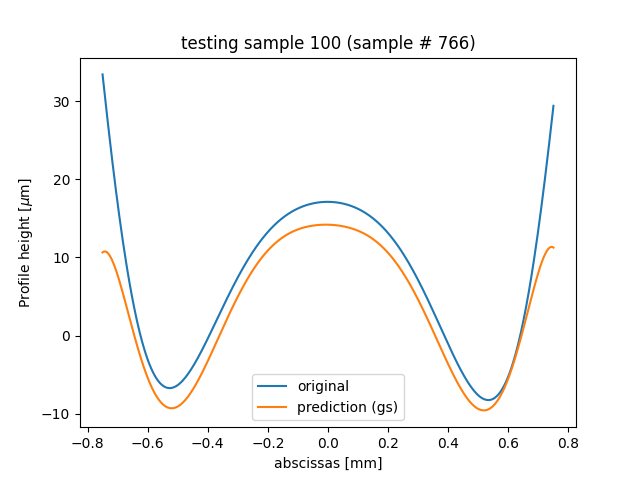 testing sample 100 (sample # 766)
Profile height [μm]
30
20
10
0
−10
original
prediction (gs)
−0.8 −0.6 −0.4 −0.2 0.0 0.2 0.4 0.6 0.8
abscissas [mm]